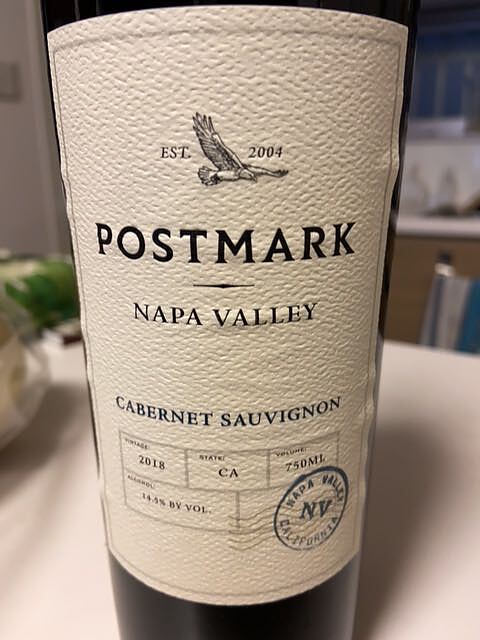 EST. 2004
POSTMARK
NAPA VALLEY
CABERNET SAUVIGNON
VINTAGE:
2018
STATE:
CA
VOLUME:
750ML
ALCOHOL:
14.5% BY VOL.
NAPA VALLEY
NV
CALIFORNIA